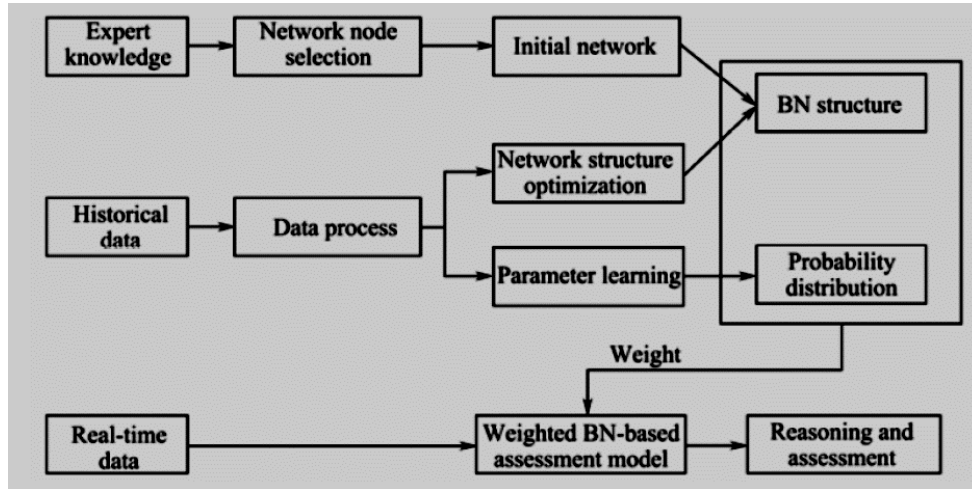 Expert
knowledge
Network node
selection
Initial network
BN structure
Network structure
optimization
Historical
data
Data process
Parameter learning
Probability
distribution
Weight
Real-time
data
Weighted BN-based
assessment model
Reasoning and
assessment